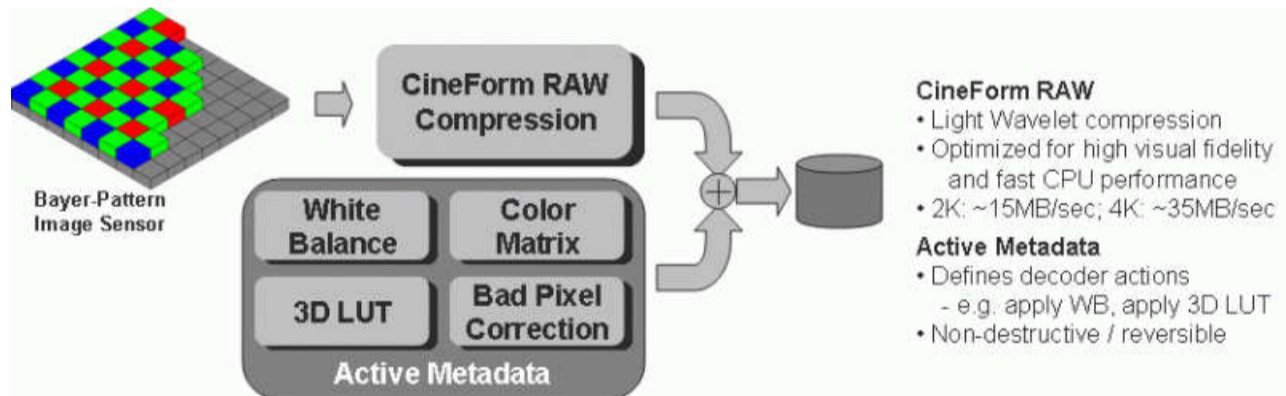 CineForm RAW
Compression
Bayer-Pattern
Image Sensor
White
Balance
Color
Matrix
3D LUT
Bad Pixel
Correction
Active Metadata
CineForm RAW
• Light Wavelet compression
• Optimized for high visual fidelity
and fast CPU performance
• 2K: ~15MB/sec; 4K: ~35MB/sec
Active Metadata
• Defines decoder actions
- e.g. apply WB, apply 3D LUT
• Non-destructive / reversible